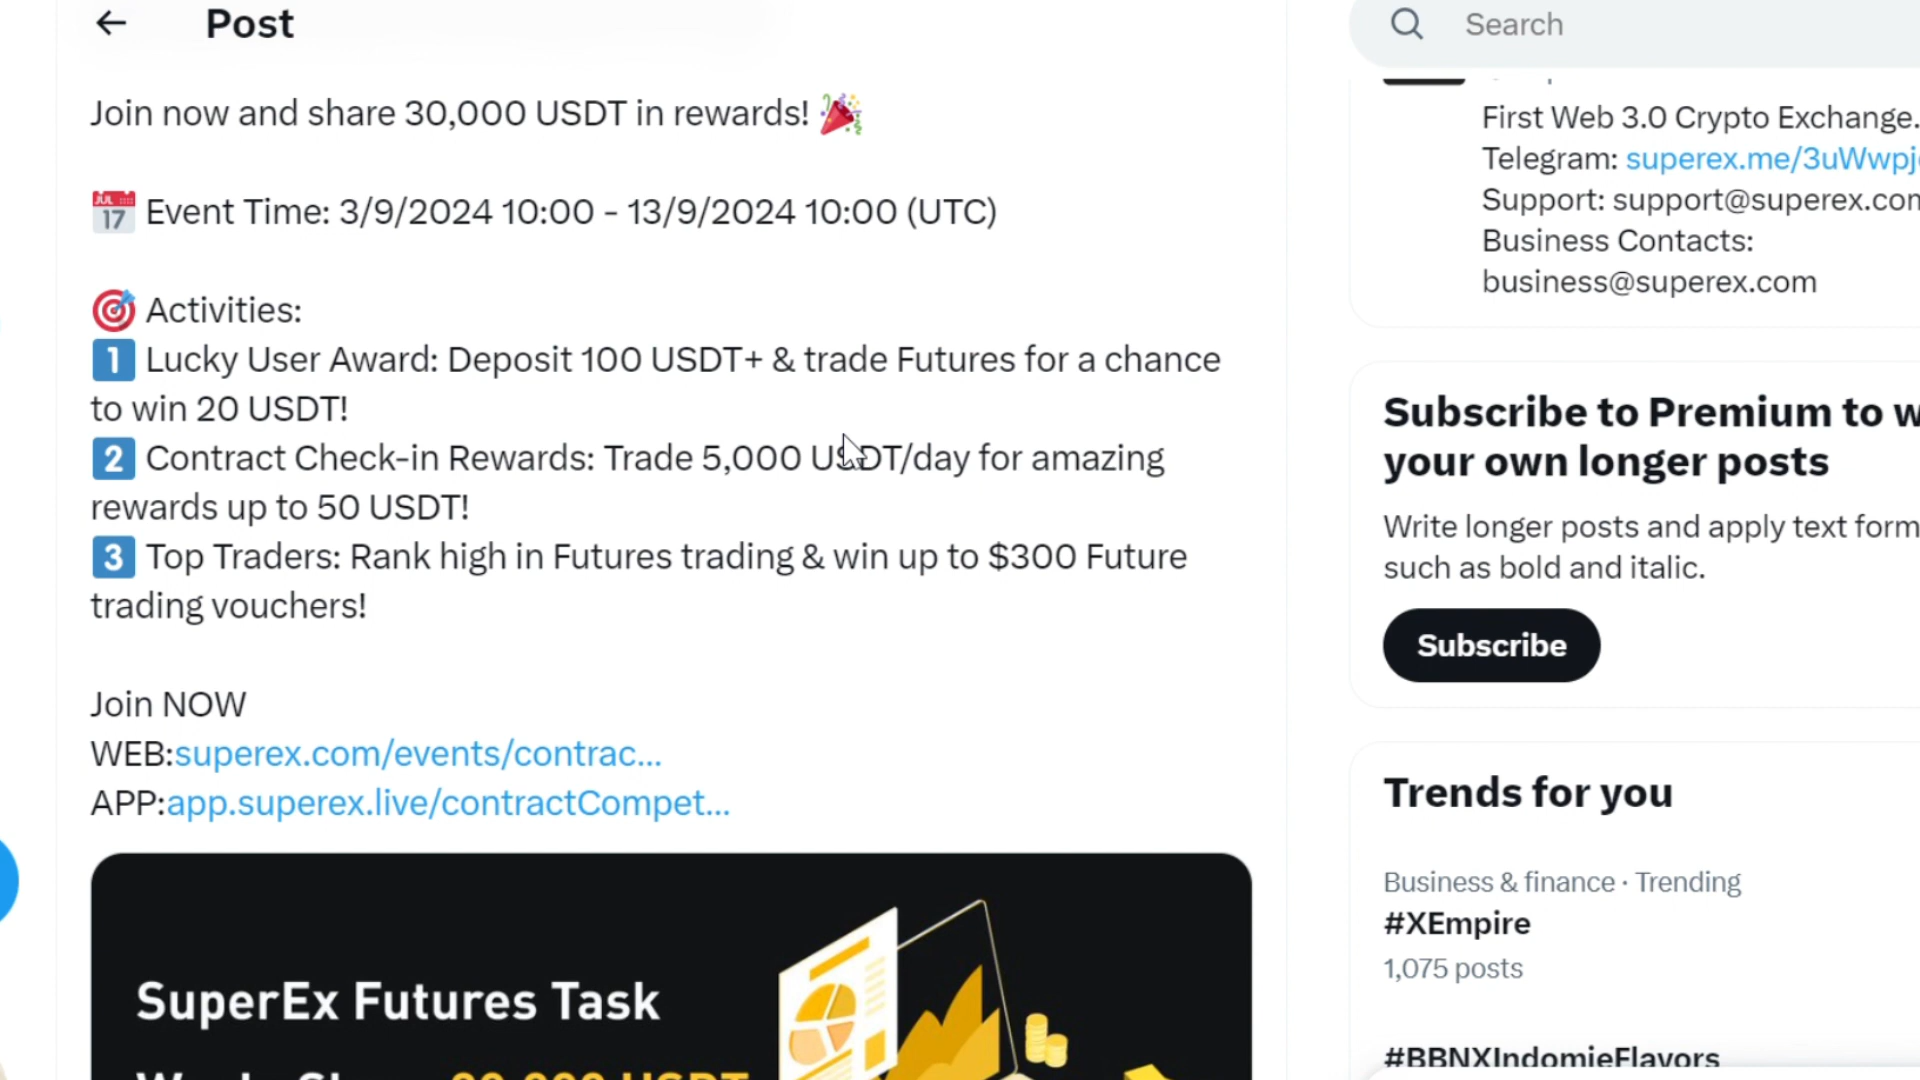 Post
Join now and share 30,000 USDT in rewards! 🎉
JUL
17
Event Time: 3/9/2024 10:00 - 13/9/2024 10:00 (UTC)
🎯 Activities:
1 Lucky User Award: Deposit 100 USDT+ & trade Futures for a chance
to win 20 USDT!
2 Contract Check-in Rewards: Trade 5,000 USDT/day for amazing
rewards up to 50 USDT!
3 Top Traders: Rank high in Futures trading & win up to $300 Future
trading vouchers!
Join NOW
WEB:superex.com/events/contrac...
APP:app.superex.live/contractCompet...
SuperEx Futures Task
30,000 USDT
Search
First Web 3.0 Crypto Exchange.
Telegram: superex.me/3uWwpj
Support: support@superex.com
Business Contacts:
business@superex.com
Subscribe to Premium to w
your own longer posts
Write longer posts and apply text form
such as bold and italic.
Subscribe
Trends for you
Business & finance · Trending
#XEmpire
1,075 posts
#BBNXIndomieFlavors